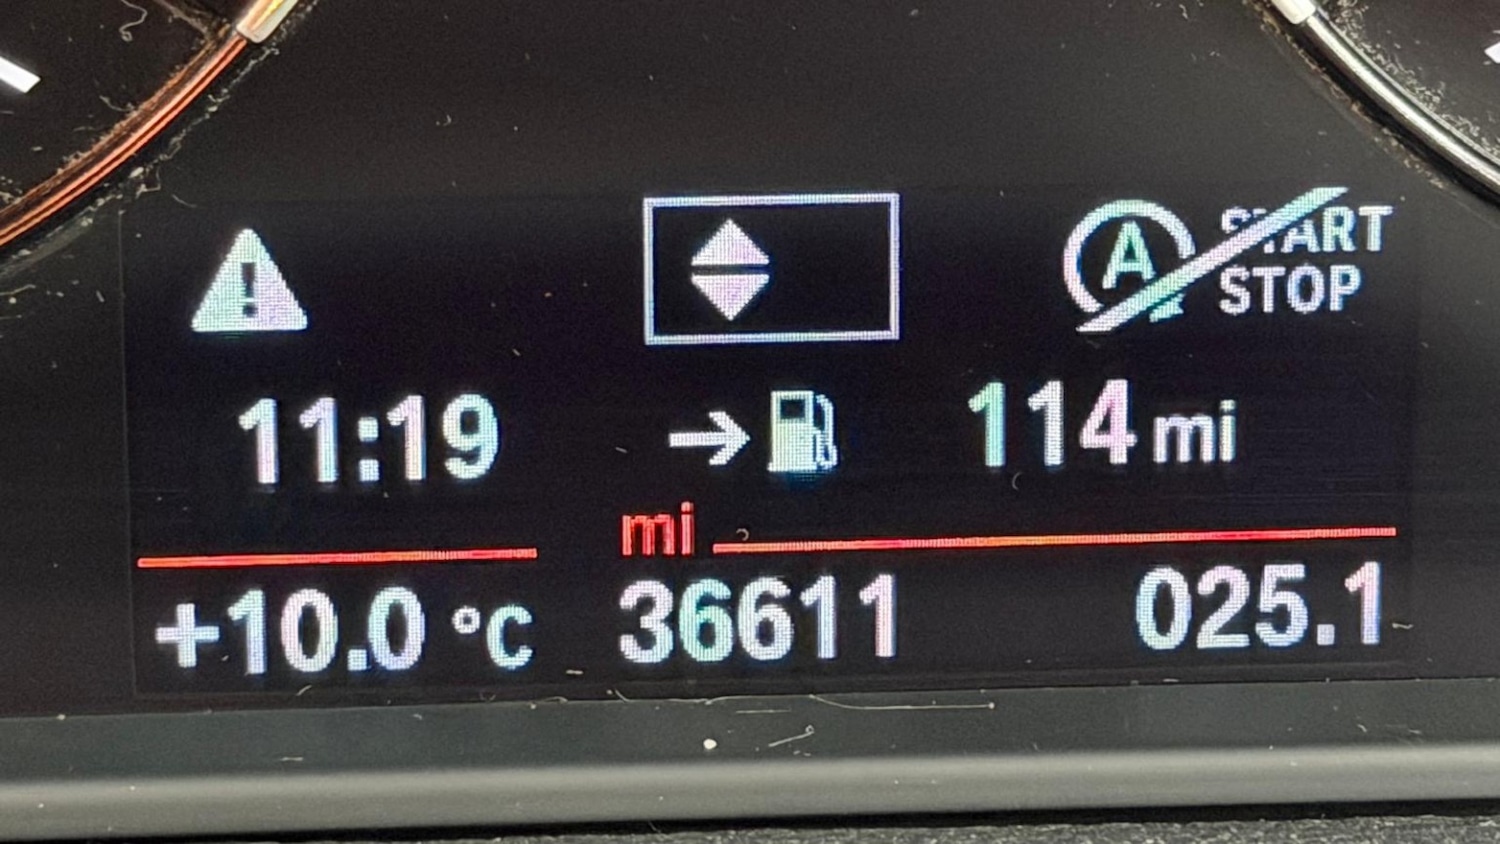 !
A START
STOP
11:19 114 mi
mi
+10.0 °C 36611 025.1